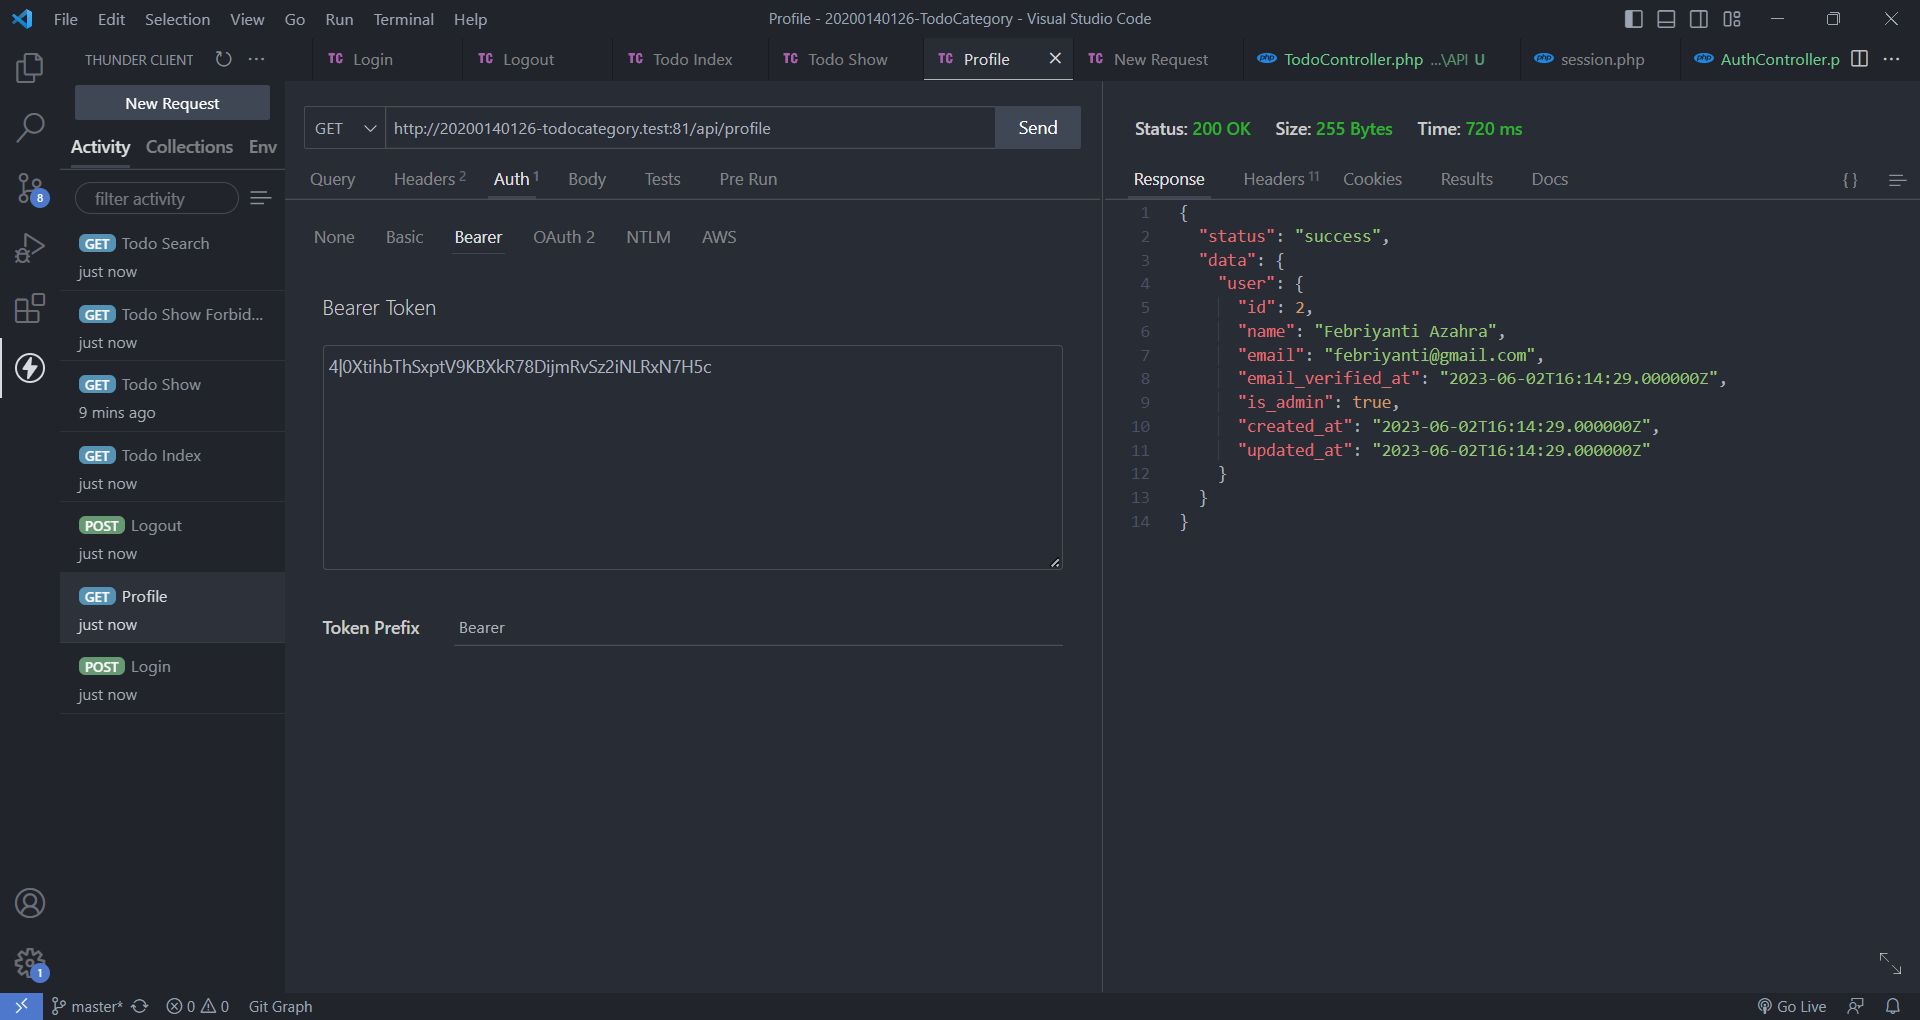 File Edit Selection View Go Run Terminal Help
Profile - 20200140126-TodoCategory - Visual Studio Code
THUNDER CLIENT
TC Login
TC Logout
TC Todo Index
TC Todo Show
TC Profile
TC New Request
php TodoController.php ...\API U
php session.php
php AuthController.p
New Request
Activity Collections Env
filter activity
GET Todo Search
just now
GET Todo Show Forbid...
just now
GET Todo Show
9 mins ago
GET Todo Index
just now
POST Logout
just now
GET Profile
just now
POST Login
just now
8
1
GET http://20200140126-todocategory.test:81/api/profile Send
Query Headers 2 Auth 1 Body Tests Pre Run
None Basic Bearer OAuth 2 NTLM AWS
Bearer Token
4|0XtihbThSxptV9KBXkR78DijmRvSz2iNLRxN7H5c
Token Prefix Bearer
Status: 200 OK Size: 255 Bytes Time: 720 ms
Response Headers 11 Cookies Results Docs { }
1 {
2 "status": "success",
3 "data": {
4 "user": {
5 "id": 2,
6 "name": "Febriyanti Azahra",
7 "email": "febriyanti@gmail.com",
8 "email_verified_at": "2023-06-02T16:14:29.000000Z",
9 "is_admin": true,
10 "created_at": "2023-06-02T16:14:29.000000Z",
11 "updated_at": "2023-06-02T16:14:29.000000Z"
12 }
13 }
14 }
master* 0 0 Git Graph
Go Live